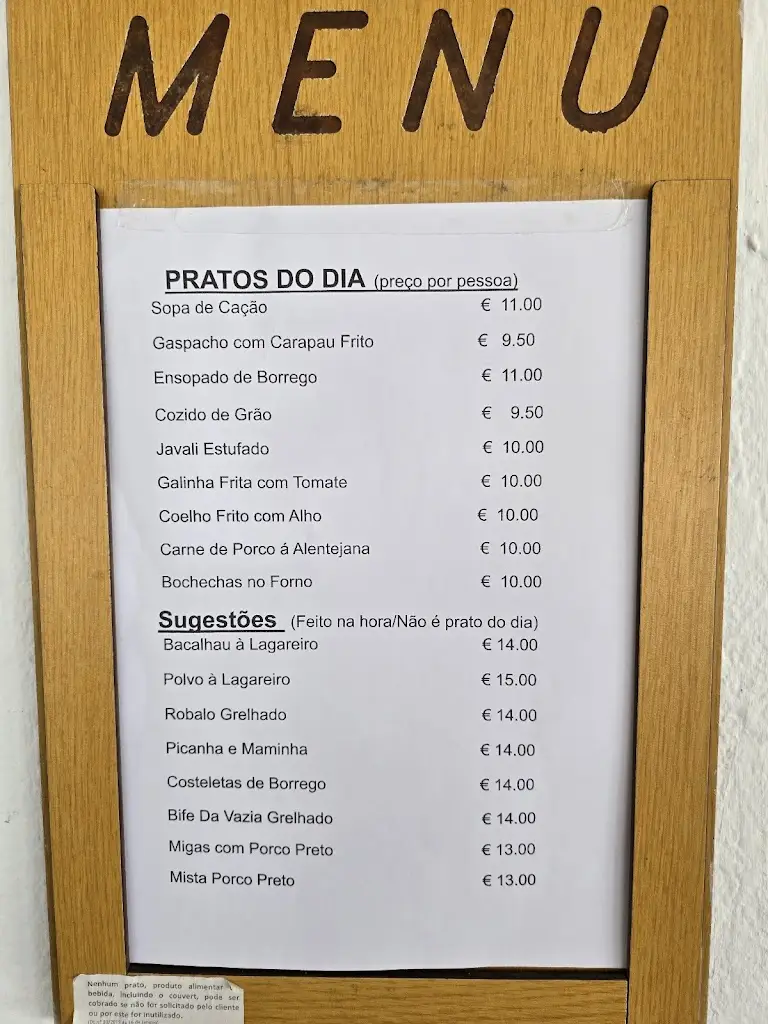 MENU
PRATOS DO DIA (preço por pessoa)
Sopa de Cação € 11.00
Gaspacho com Carapau Frito € 9.50
Ensopado de Borrego € 11.00
Cozido de Grão € 9.50
Javali Estufado € 10.00
Galinha Frita com Tomate € 10.00
Coelho Frito com Alho € 10.00
Carne de Porco á Alentejana € 10.00
Bochechas no Forno € 10.00
Sugestões (Feito na hora/Não é prato do dia)
Bacalhau à Lagareiro € 14.00
Polvo à Lagareiro € 15.00
Robalo Grelhado € 14.00
Picanha e Maminha € 14.00
Costeletas de Borrego € 14.00
Bife Da Vazia Grelhado € 14.00
Migas com Porco Preto € 13.00
Mista Porco Preto € 13.00
Nenhum prato, produto alimentar
bebida, incluindo o couvert, pode ser
cobrado se não for solicitado pelo cliente
ou por este for inutilizado.